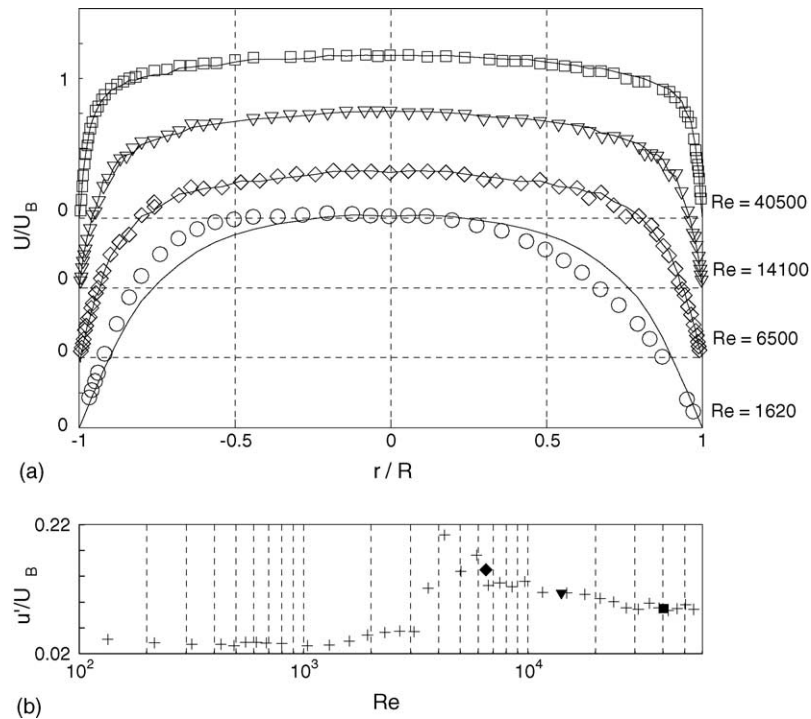 1
U/U_B
0
0
0
0
Re = 40500
Re = 14100
Re = 6500
Re = 1620
-1 -0.5 0 0.5 1
(a) r / R
0.22
u'/U_B
0.02
10^2 10^3 10^4
(b) Re